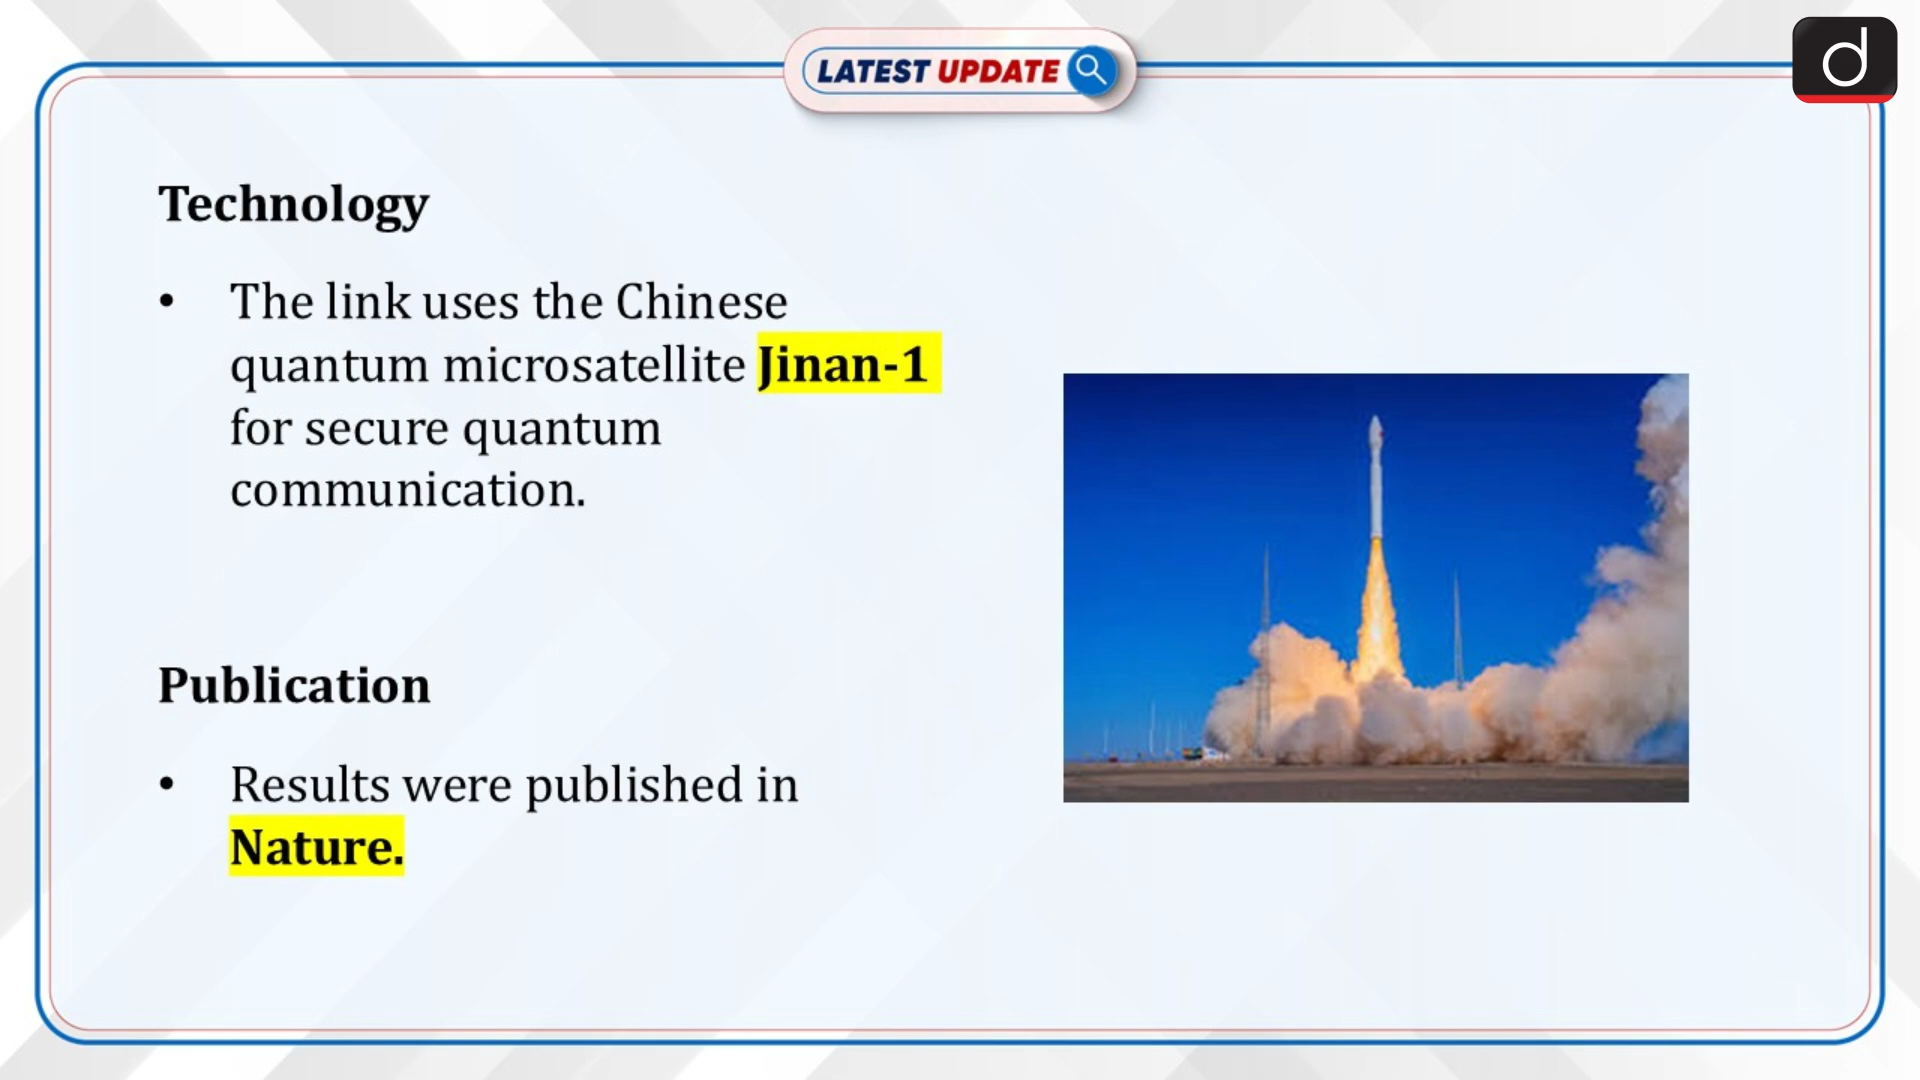 LATEST UPDATE
d
Technology
• The link uses the Chinese
quantum microsatellite Jinan-1
for secure quantum
communication.
Publication
• Results were published in
Nature.